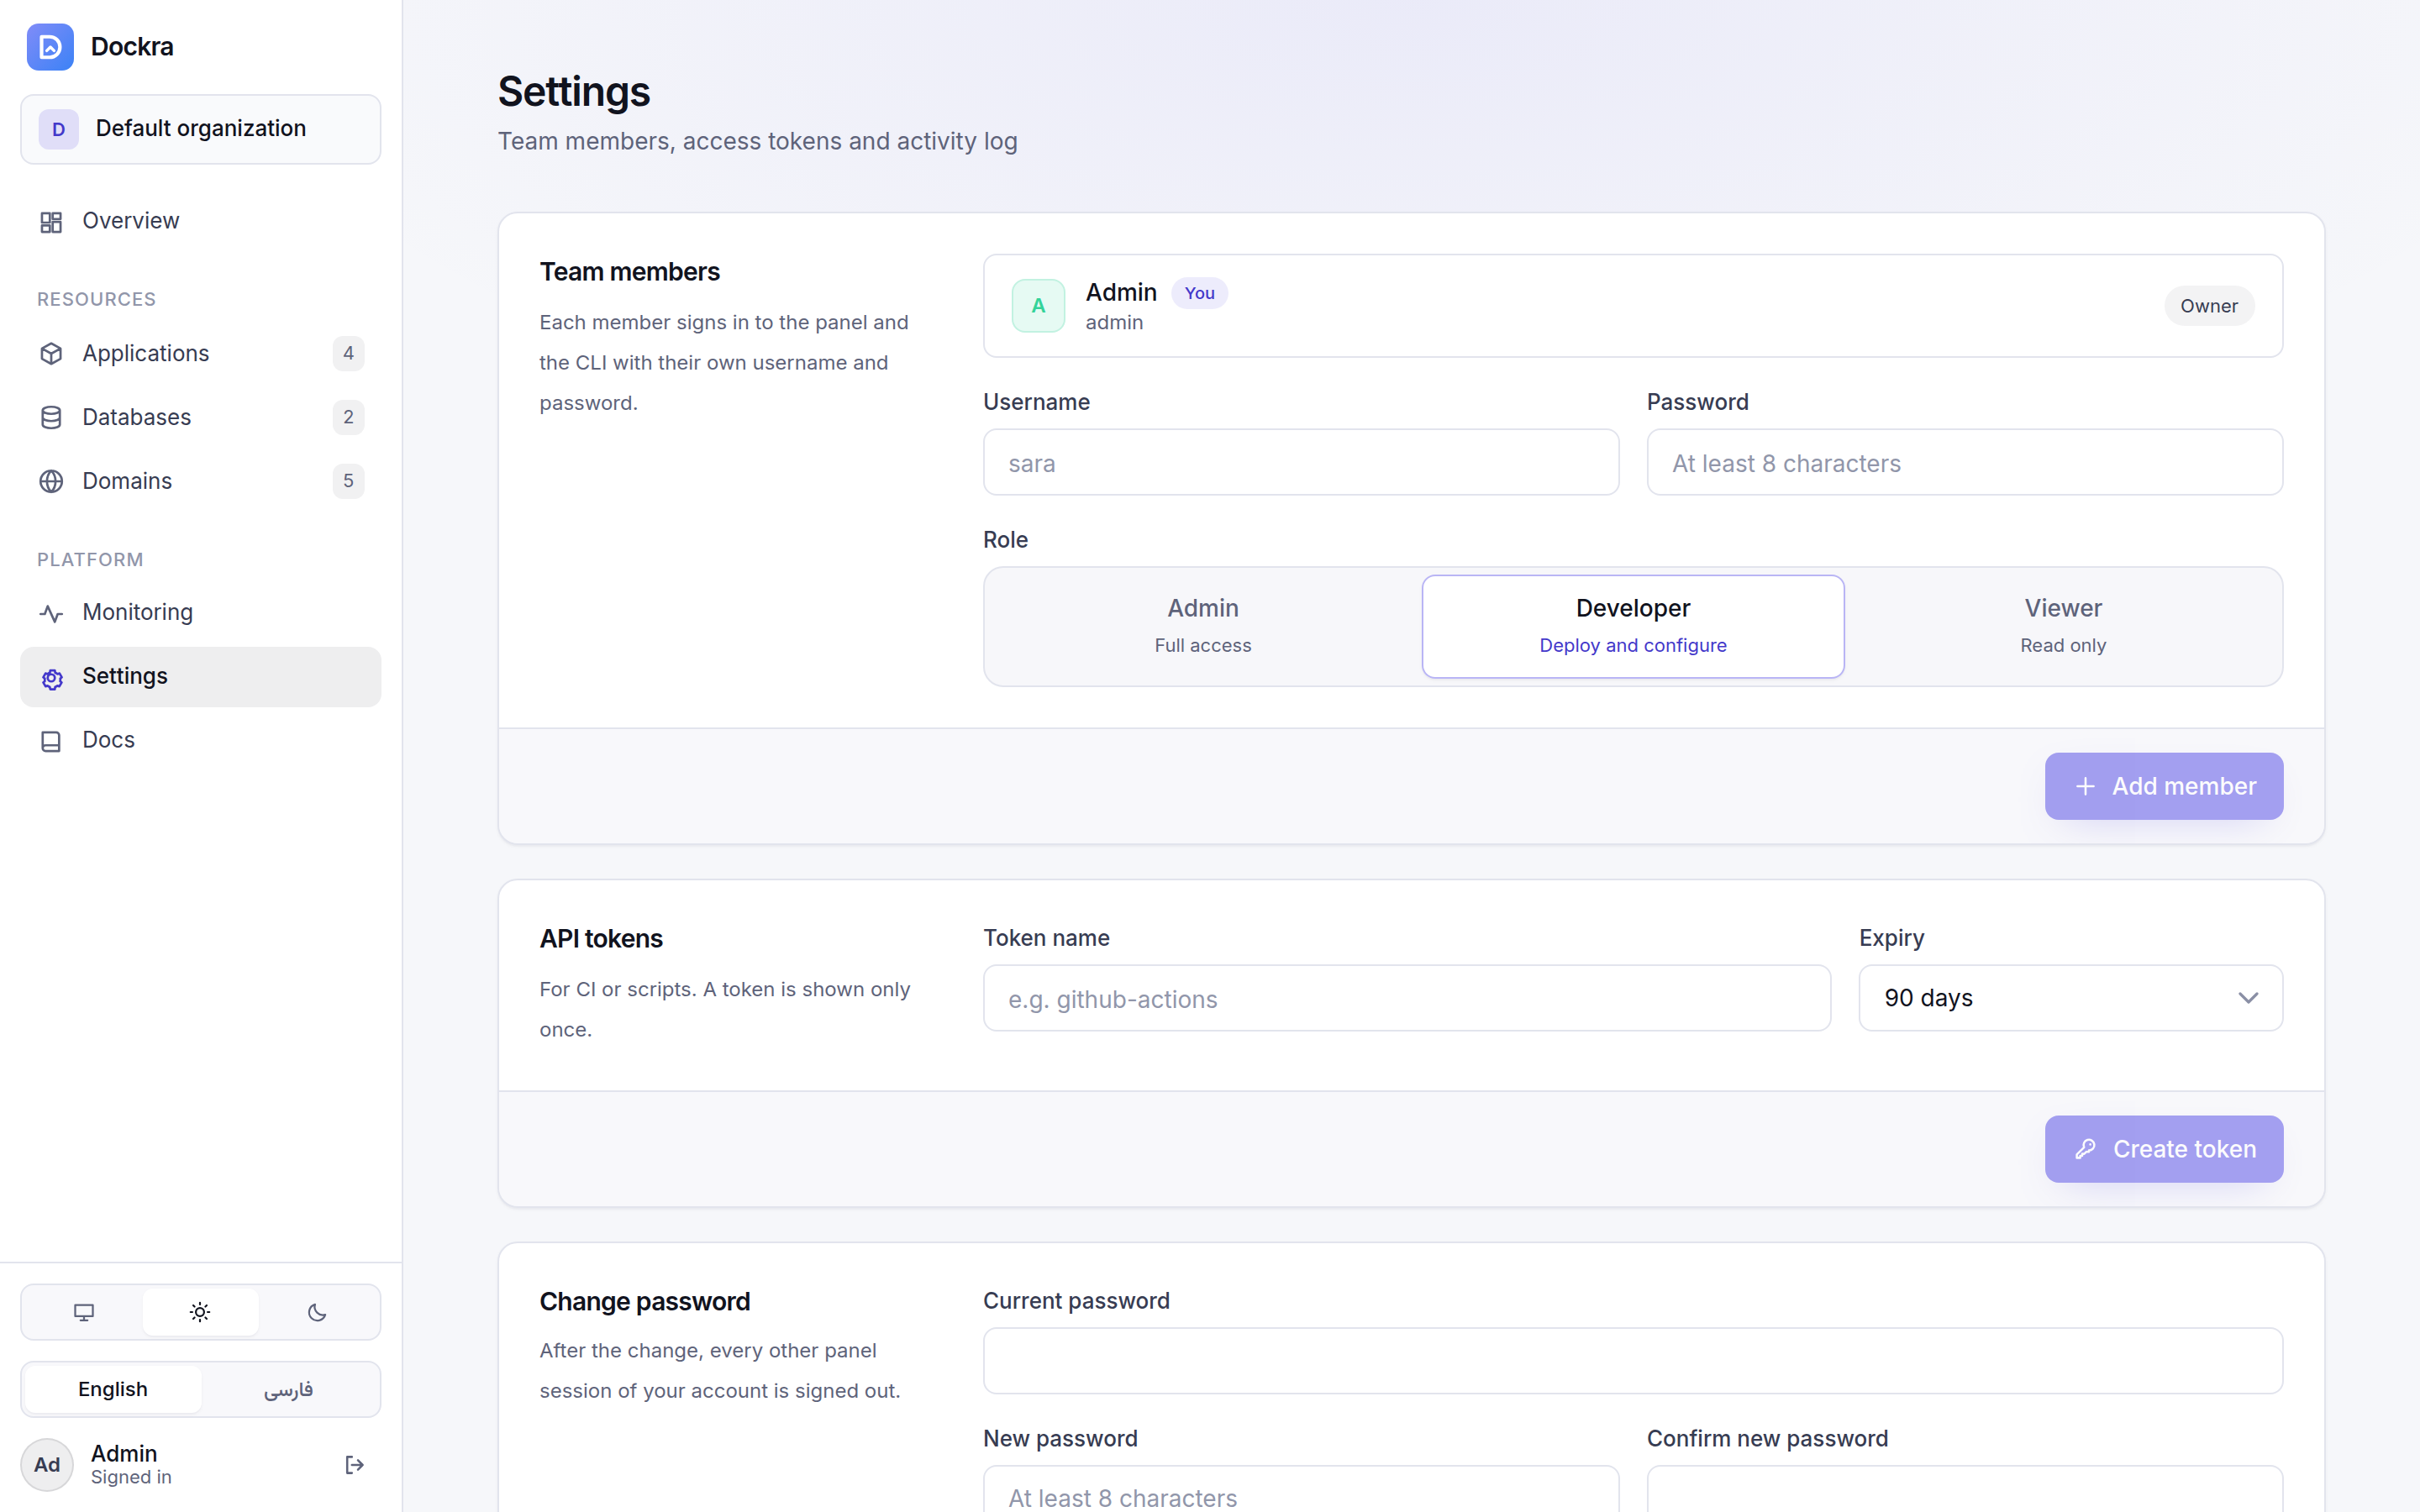 Dockra
D
Default organization
Overview
RESOURCES
Applications
4
Databases
2
Domains
5
PLATFORM
Monitoring
Settings
Docs
English
فارسی
Ad
Admin
Signed in
Settings
Team members, access tokens and activity log
Team members
Each member signs in to the panel and
the CLI with their own username and
password.
A
Admin
You
admin
Owner
Username
Password
sara
At least 8 characters
Role
Admin
Full access
Developer
Deploy and configure
Viewer
Read only
Add member
API tokens
For CI or scripts. A token is shown only
once.
Token name
Expiry
e.g. github-actions
90 days
Create token
Change password
After the change, every other panel
session of your account is signed out.
Current password
New password
Confirm new password
At least 8 characters